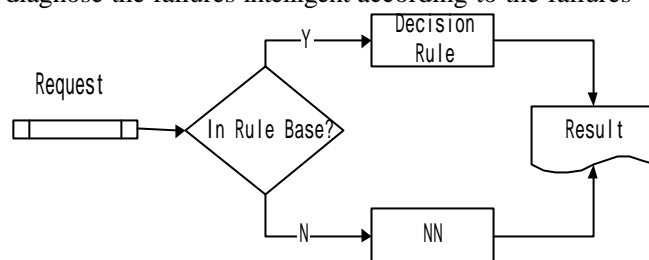 diagnose the failures intelligent according to the failures
Y
Decision
Rule
Request
In Rule Base?
Result
N
NN